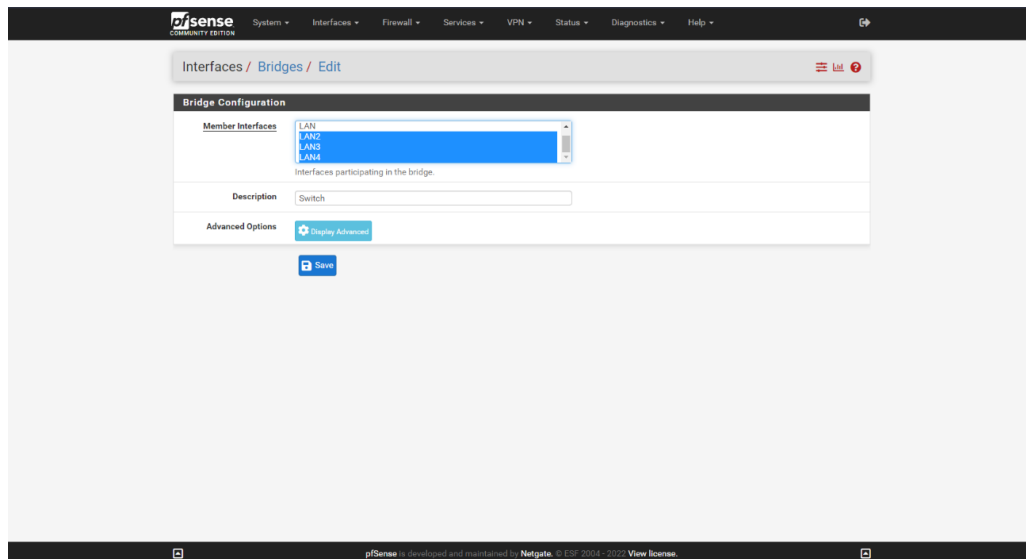 pfsense
COMMUNITY EDITION
System Interfaces Firewall Services VPN Status Diagnostics Help
Interfaces / Bridges / Edit
Bridge Configuration
Member Interfaces
LAN
LAN2
LAN3
LAN4
Interfaces participating in the bridge.
Description
Switch
Advanced Options
Display Advanced
Save
pfSense is developed and maintained by Netgate. © ESF 2004 - 2022 View license.